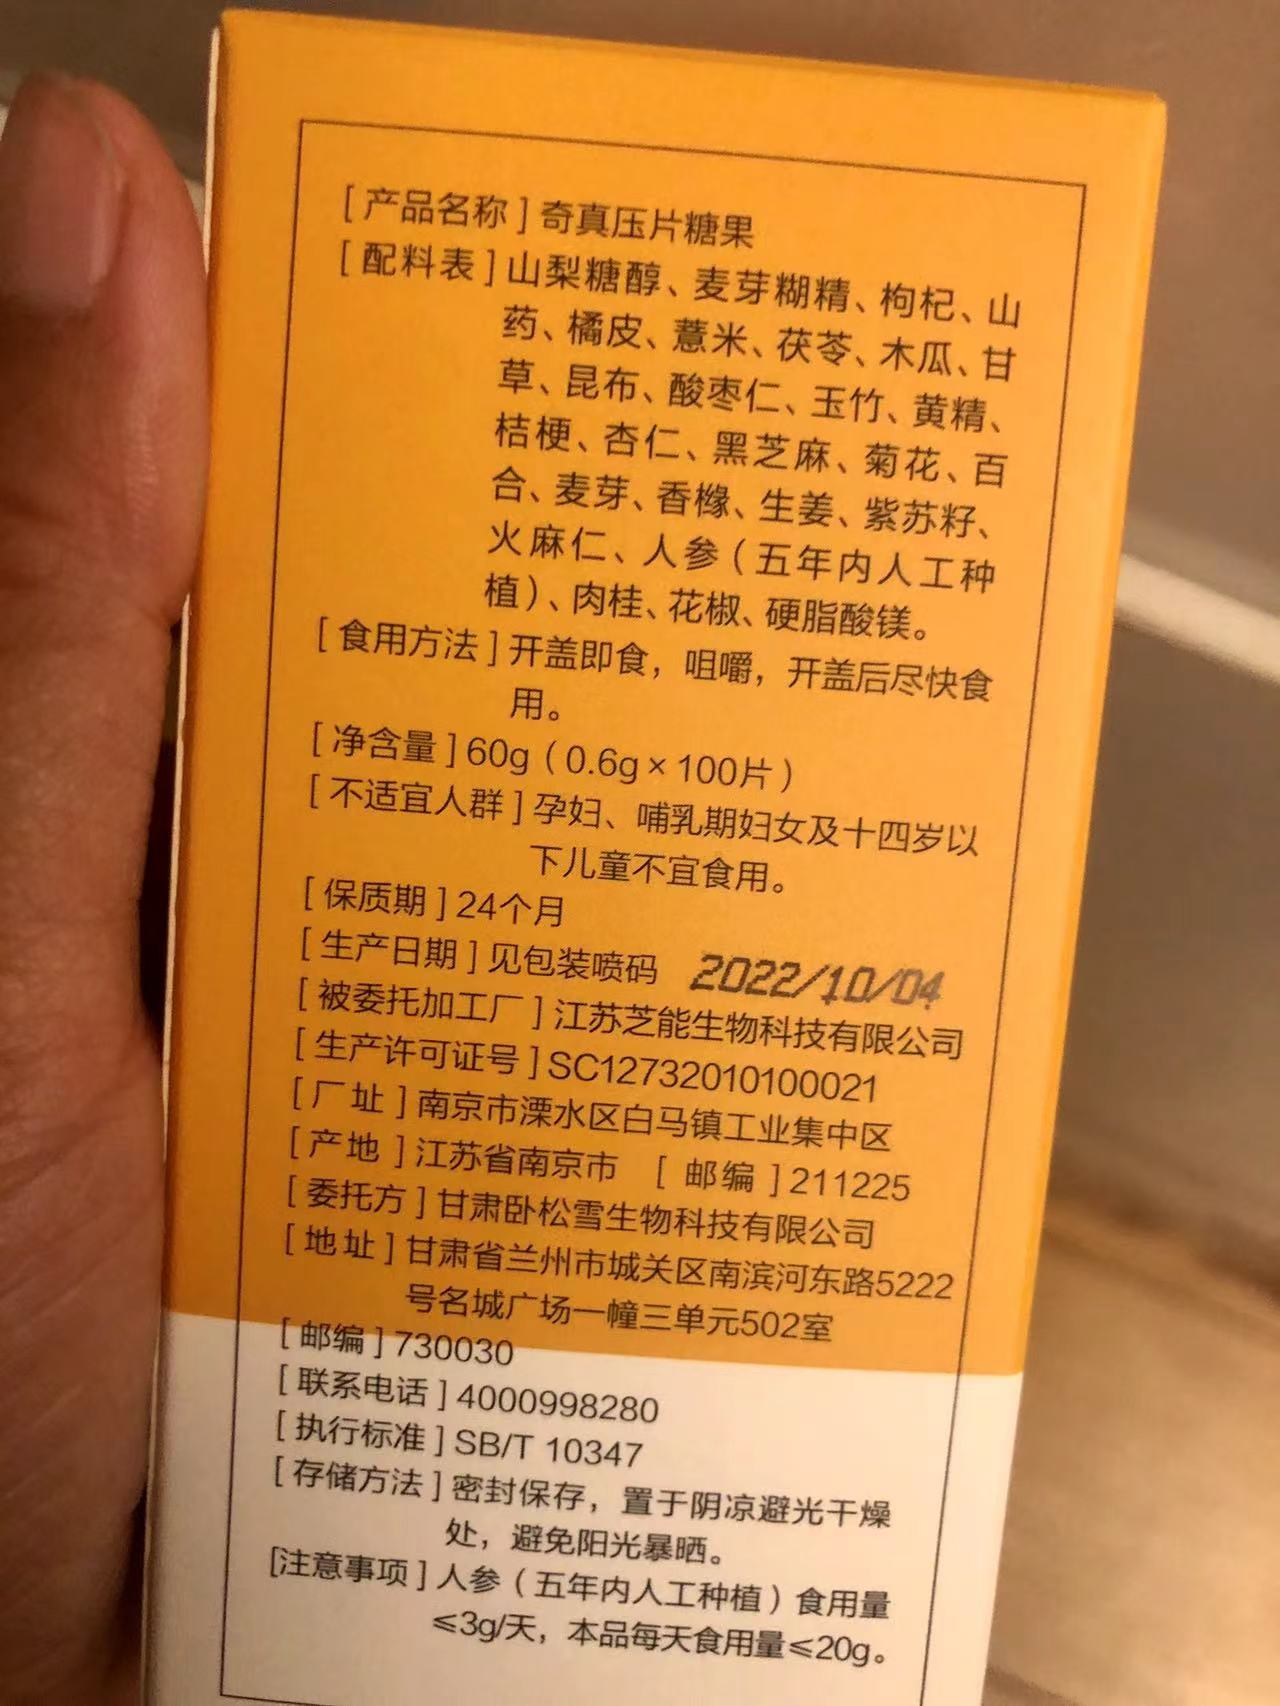 [产品名称]奇真压片糖果
[配料表]山梨糖醇、麦芽糊精、枸杞、山
药、橘皮、薏米、茯苓、木瓜、甘
草、昆布、酸枣仁、玉竹、黄精、
桔梗、杏仁、黑芝麻、菊花、百
合、麦芽、香橼、生姜、紫苏籽、
火麻仁、人参（五年内人工种
植）、肉桂、花椒、硬脂酸镁。
[食用方法]开盖即食，咀嚼，开盖后尽快食
用。
[净含量]60g（0.6g×100片）
[不适宜人群]孕妇、哺乳期妇女及十四岁以
下儿童不宜食用。
[保质期]24个月
[生产日期]见包装喷码 2022/10/04
[被委托加工厂]江苏芝能生物科技有限公司
[生产许可证号]SC12732010100021
[厂址]南京市溧水区白马镇工业集中区
[产地]江苏省南京市 [邮编]211225
[委托方]甘肃卧松雪生物科技有限公司
[地址]甘肃省兰州市城关区南滨河东路5222
号名城广场一幢三单元502室
[邮编]730030
[联系电话]4000998280
[执行标准]SB/T 10347
[存储方法]密封保存，置于阴凉避光干燥
处，避免阳光暴晒。
[注意事项]人参（五年内人工种植）食用量
≤3g/天，本品每天食用量≤20g。